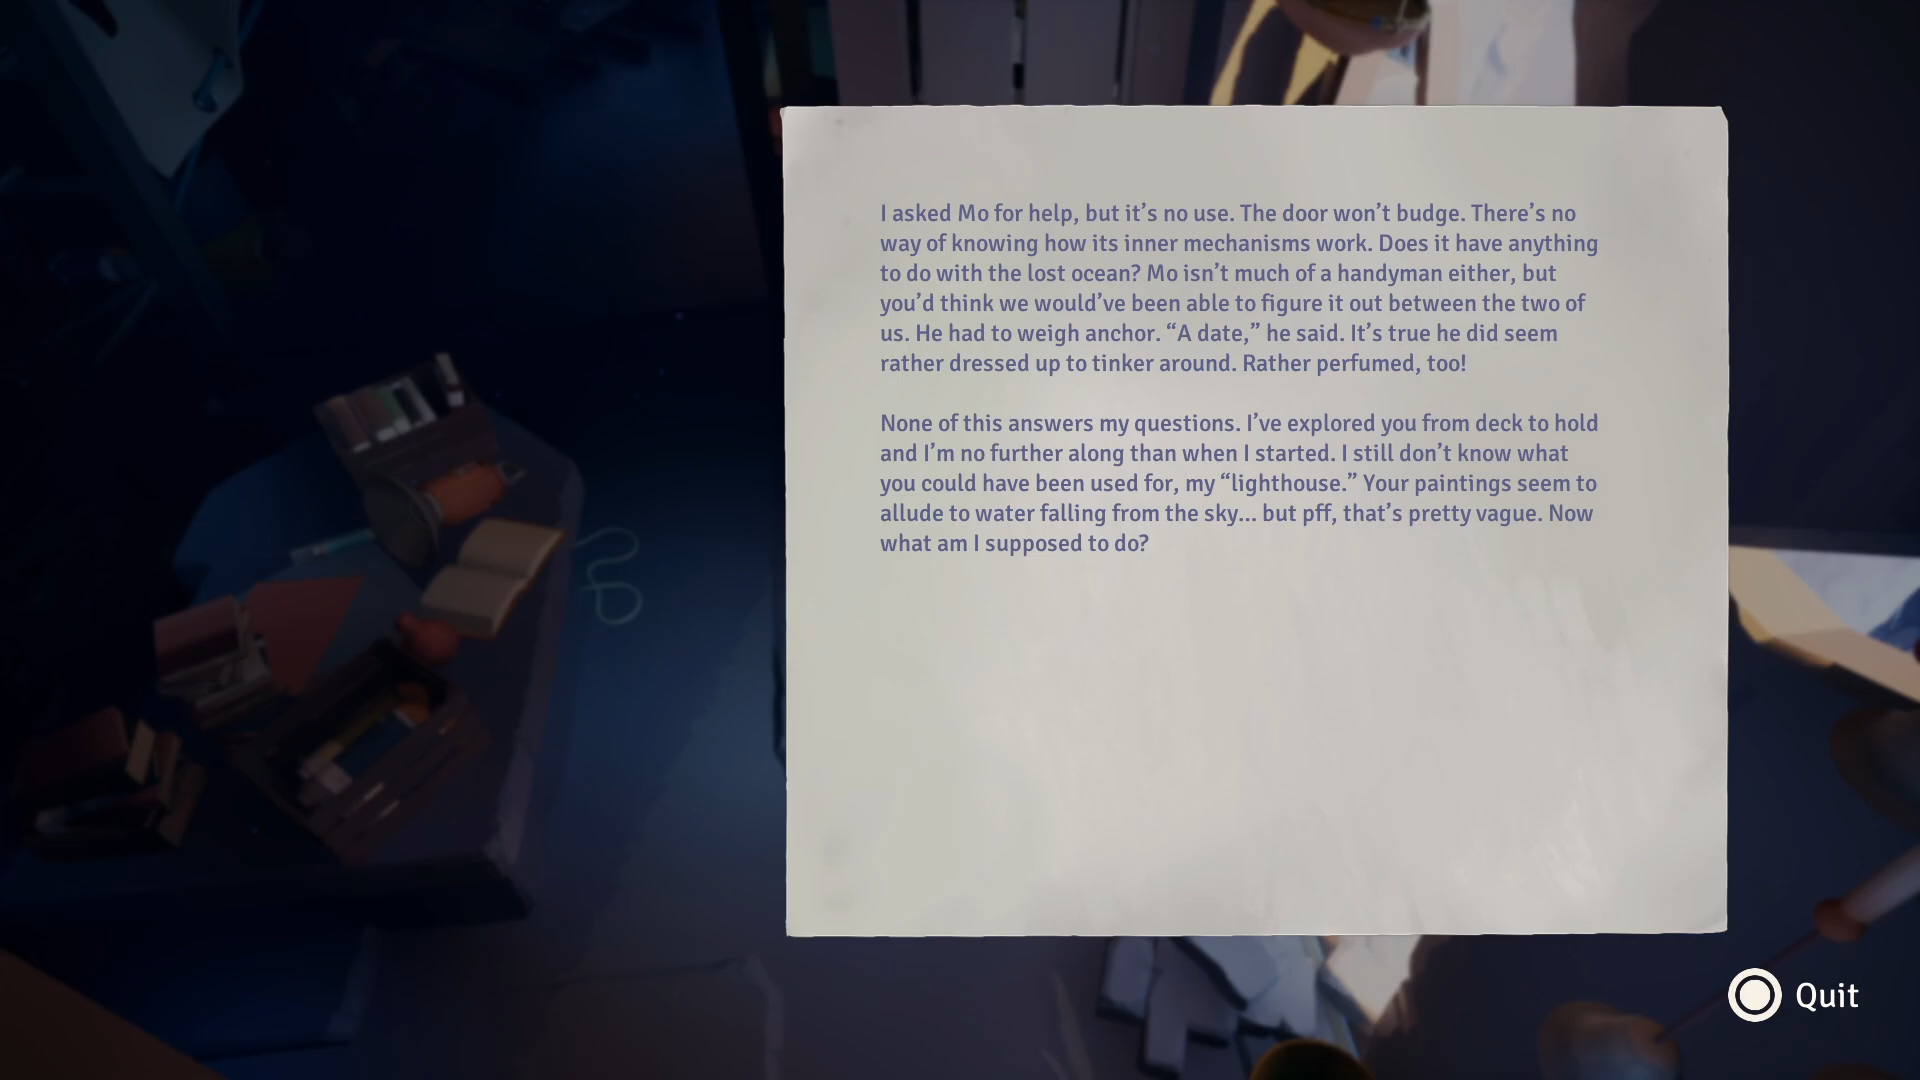 I asked Mo for help, but it’s no use. The door won’t budge. There’s no
way of knowing how its inner mechanisms work. Does it have anything
to do with the lost ocean? Mo isn’t much of a handyman either, but
you’d think we would’ve been able to figure it out between the two of
us. He had to weigh anchor. “A date,” he said. It’s true he did seem
rather dressed up to tinker around. Rather perfumed, too!
None of this answers my questions. I’ve explored you from deck to hold
and I’m no further along than when I started. I still don’t know what
you could have been used for, my “lighthouse.” Your paintings seem to
allude to water falling from the sky... but pff, that’s pretty vague. Now
what am I supposed to do?
Quit